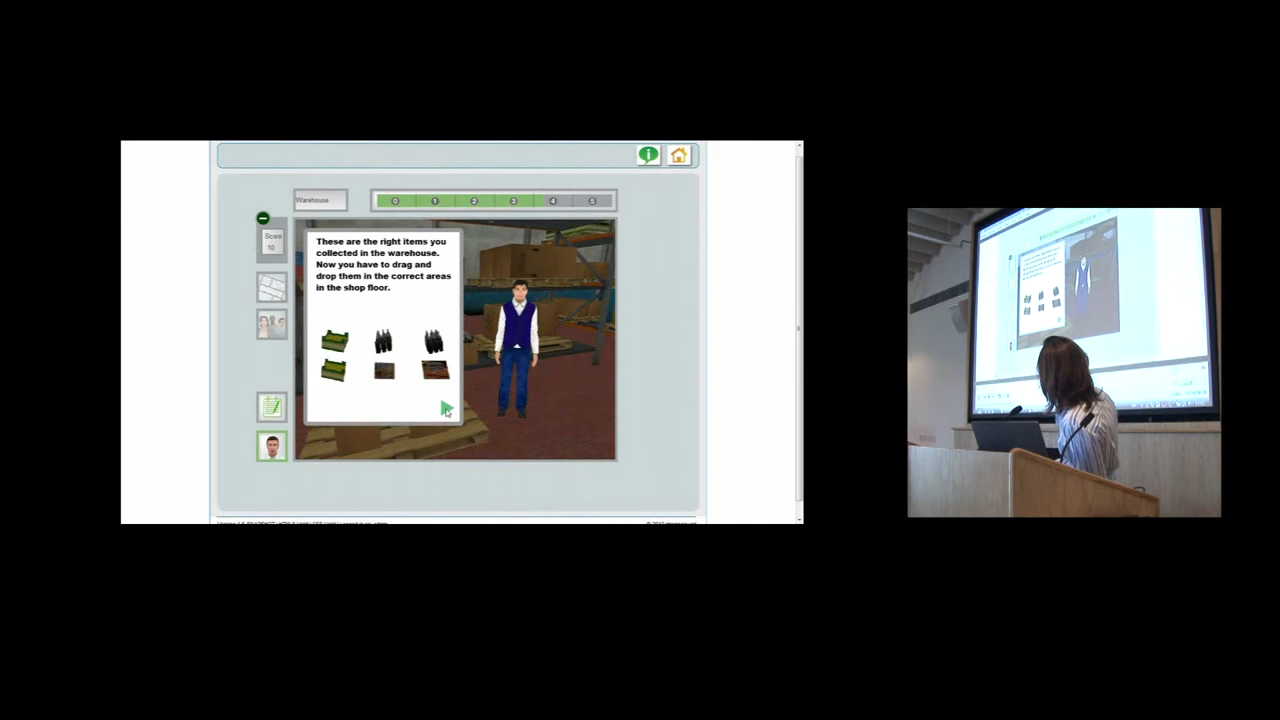 Warehouse
0 1 2 3 4 5
Score
10
These are the right items you
collected in the warehouse.
Now you have to drag and
drop them in the correct areas
in the shop floor.